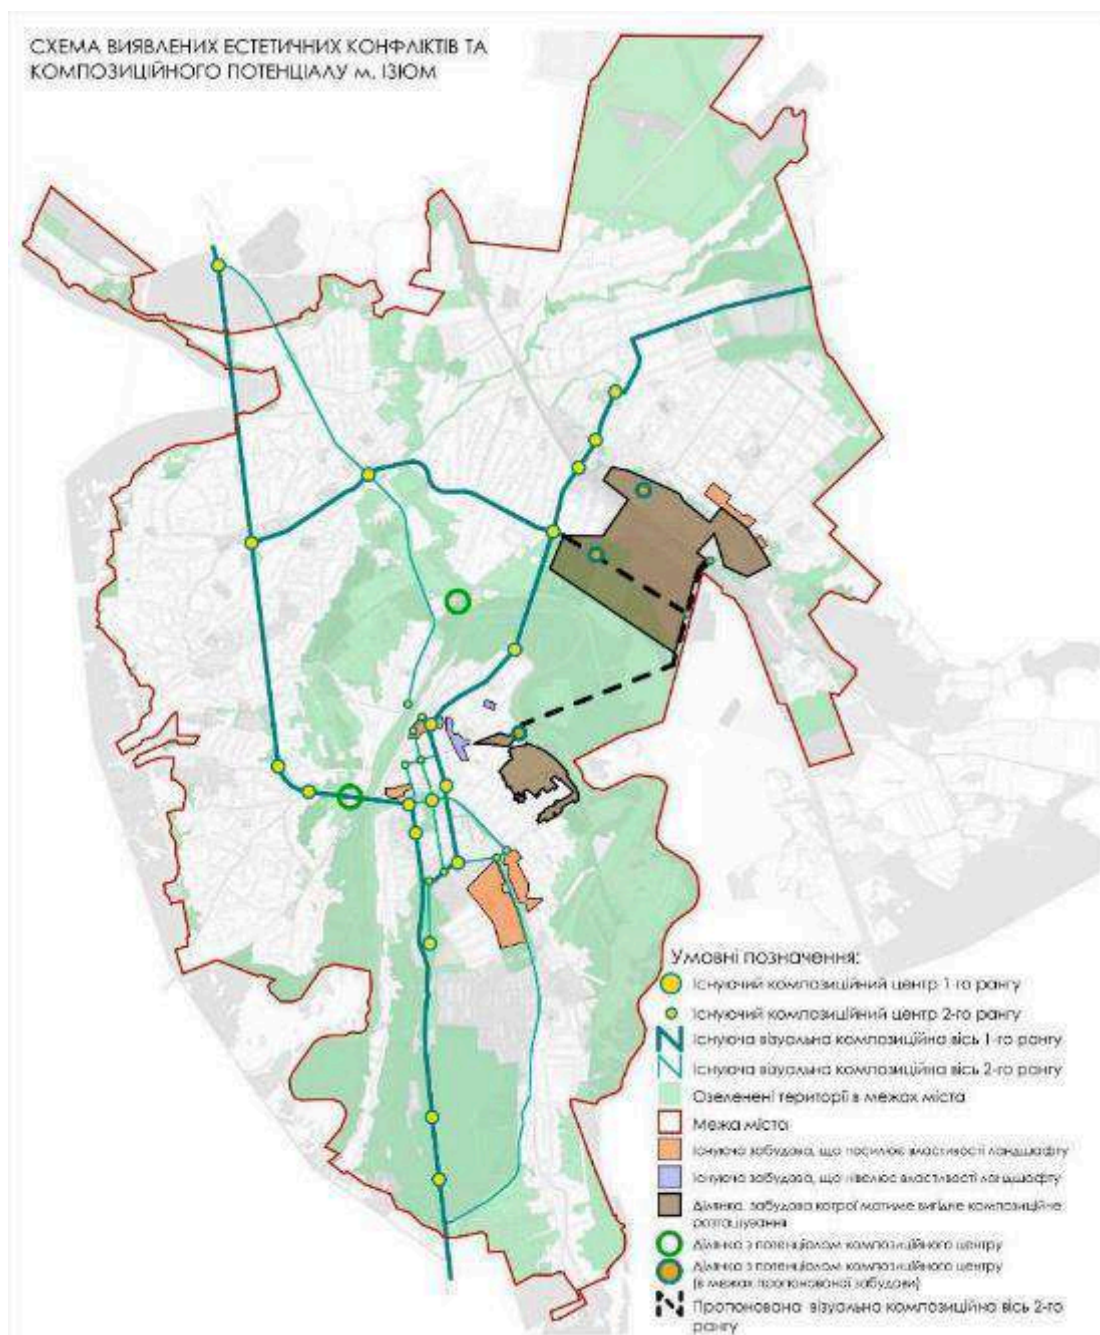 СХЕМА ВИЯВЛЕНИХ ЕСТЕТИЧНИХ КОНФЛІКТІВ ТА
КОМПОЗИЦІЙНОГО ПОТЕНЦІАЛУ м. ІЗЮМ
Умовні позначення:
Існуючий композиційний центр 1-го рангу
Існуючий композиційний центр 2-го рангу
Існуюча візуальна композиційна вісь 1-го рангу
Існуюча візуальна композиційна вісь 2-го рангу
Озеленені території в межах міста
Межа міста
Існуюча забудова, що посилює властивості ландшафту
Існуюча забудова, що нівелює властивості ландшафту
Ділянка, забудова котрої матиме вигідне композиційне
розташування
Ділянка з потенціалом композиційного центру
Ділянка з потенціалом композиційного центру
(в межах пропонованої забудови)
Пропонована візуальна композиційна вісь 2-го
рангу